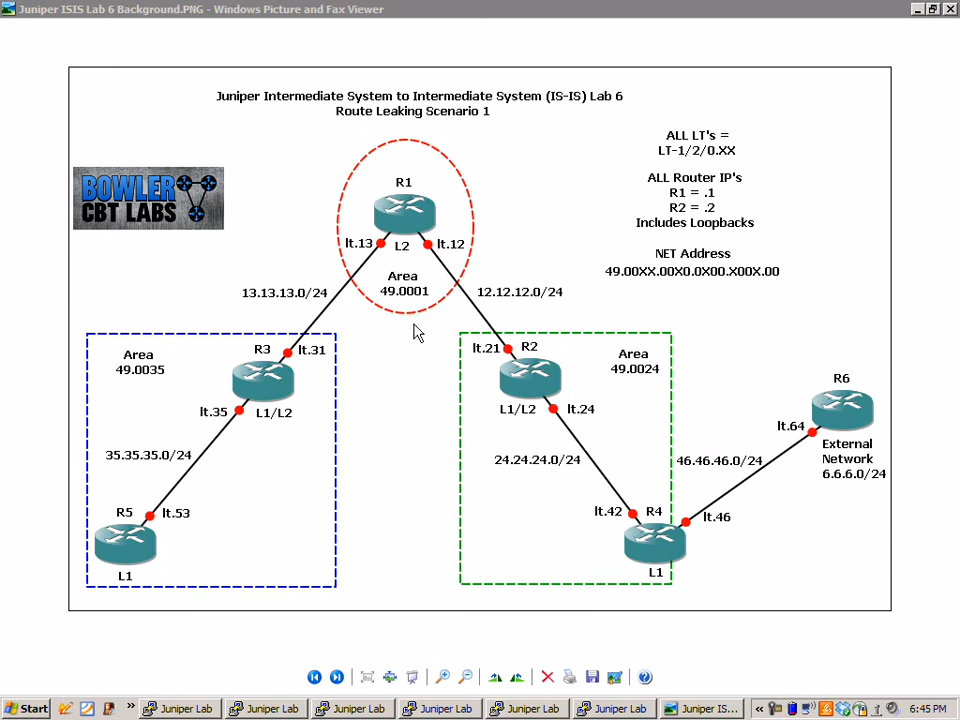 Juniper ISIS Lab 6 Background.PNG - Windows Picture and Fax Viewer
Juniper Intermediate System to Intermediate System (IS-IS) Lab 6
Route Leaking Scenario 1
ALL LT's =
LT-1/2/0.XX
ALL Router IP's
R1 = .1
R2 = .2
Includes Loopbacks
NET Address
49.00XX.00X0.0X00.X00X.00
BOWLER
CBT LABS
R1
lt.13
L2
lt.12
Area
49.0001
13.13.13.0/24
12.12.12.0/24
Area
49.0035
R3
lt.31
lt.35
L1/L2
35.35.35.0/24
R5
lt.53
L1
lt.21
R2
Area
49.0024
L1/L2
lt.24
24.24.24.0/24
lt.42
R4
L1
46.46.46.0/24
lt.46
R6
lt.64
External
Network
6.6.6.0/24
Start
Juniper Lab
Juniper Lab
Juniper Lab
Juniper Lab
Juniper Lab
Juniper Lab
Juniper IS...
6:45 PM